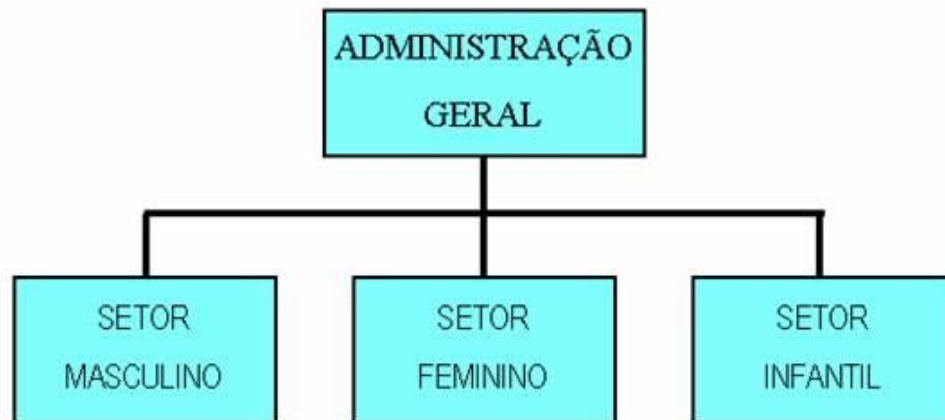 ADMINISTRAÇÃO
GERAL
SETOR
MASCULINO
SETOR
FEMININO
SETOR
INFANTIL